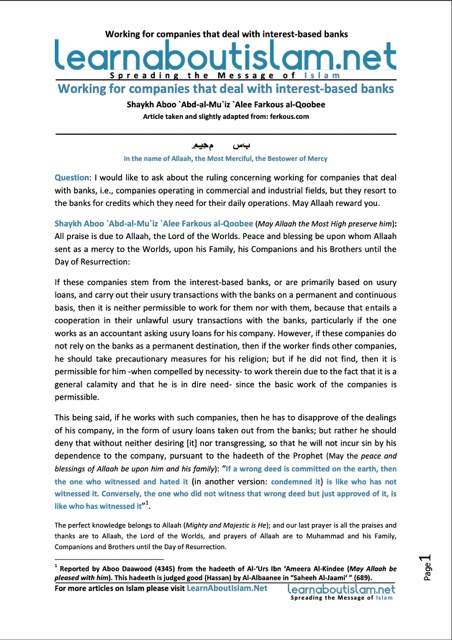 Working for companies that deal with interest-based banks
learnaboutislam.net
Spreading the Message of Islam
Working for companies that deal with interest-based banks
Shaykh Aboo `Abd-al-Mu`iz `Alee Farkous al-Qoobee
Article taken and slightly adapted from: ferkous.com
In the name of Allaah, the Most Merciful, the Bestower of Mercy
Question: I would like to ask about the ruling concerning working for companies that deal
with banks, i.e., companies operating in commercial and industrial fields, but they resort to
the banks for credits which they need for their daily operations. May Allaah reward you.
Shaykh Aboo `Abd-al-Mu`iz `Alee Farkous al-Qoobee (May Allaah the Most High preserve him):
All praise is due to Allaah, the Lord of the Worlds. Peace and blessing be upon whom Allaah
sent as a mercy to the Worlds, upon his Family, his Companions and his Brothers until the
Day of Resurrection:
If these companies stem from the interest-based banks, or are primarily based on usury
loans, and carry out their usury transactions with the banks on a permanent and continuous
basis, then it is neither permissible to work for them nor with them, because that entails a
cooperation in their unlawful usury transactions with the banks, particularly if the one
works as an accountant asking usury loans for his company. However, if these companies do
not rely on the banks as a permanent destination, then if the worker finds other companies,
he should take precautionary measures for his religion; but if he did not find, then it is
permissible for him -when compelled by necessity- to work therein due to the fact that it is a
general calamity and that he is in dire need- since the basic work of the companies is
permissible.
This being said, if he works with such companies, then he has to disapprove of the dealings
of his company, in the form of usury loans taken out from the banks; but rather he should
deny that without neither desiring [it] nor transgressing, so that he will not incur sin by his
dependence to the company, pursuant to the hadeeth of the Prophet (May the peace and
blessings of Allaah be upon him and his family): "If a wrong deed is committed on the earth, then
the one who witnessed and hated it (in another version: condemned it) is like who has not
witnessed it. Conversely, the one who did not witness that wrong deed but just approved of it, is
like who has witnessed it"1.
The perfect knowledge belongs to Allaah (Mighty and Majestic is He); and our last prayer is all the praises and
thanks are to Allaah, the Lord of the Worlds, and prayers of Allaah are to Muhammad and his Family,
Companions and Brothers until the Day of Resurrection.
1 Reported by Aboo Daawood (4345) from the hadeeth of Al-'Urs Ibn 'Ameera Al-Kindee (May Allaah be
pleased with him). This hadeeth is judged good (Hassan) by Al-Albaanee in "Saheeh Al-Jaami' " (689).
For more articles on Islam please visit LearnAboutIslam.Net
learnaboutislam.net
Spreading the Message of Islam
Page1